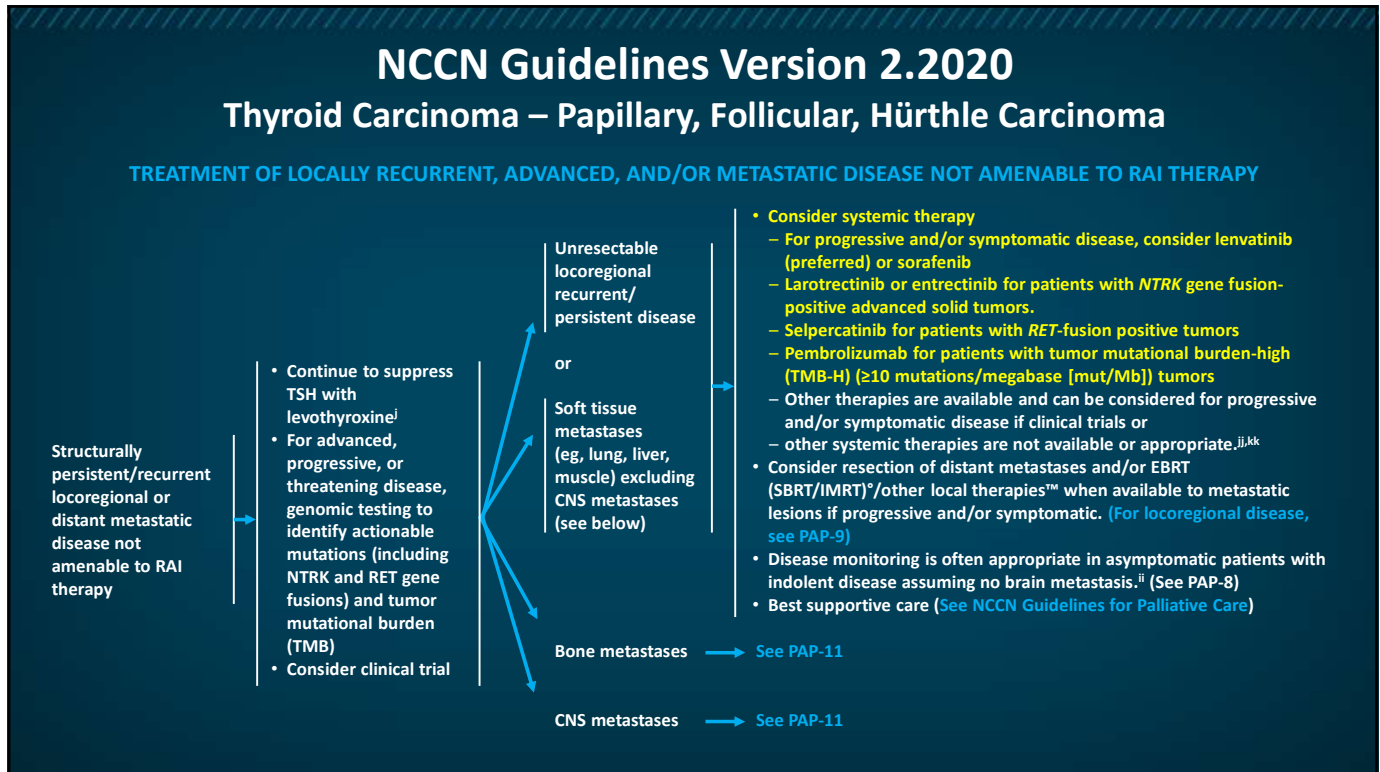 NCCN Guidelines Version 2.2020
Thyroid Carcinoma – Papillary, Follicular, Hürthle Carcinoma
TREATMENT OF LOCALLY RECURRENT, ADVANCED, AND/OR METASTATIC DISEASE NOT AMENABLE TO RAI THERAPY
Structurally
persistent/recurrent
locoregional or
distant metastatic
disease not
amenable to RAI
therapy
• Continue to suppress
TSH with
levothyroxineʲ
• For advanced,
progressive, or
threatening disease,
genomic testing to
identify actionable
mutations (including
NTRK and RET gene
fusions) and tumor
mutational burden
(TMB)
• Consider clinical trial
Unresectable
locoregional
recurrent/
persistent disease
or
Soft tissue
metastases
(eg, lung, liver,
muscle) excluding
CNS metastases
(see below)
• Consider systemic therapy
– For progressive and/or symptomatic disease, consider lenvatinib
(preferred) or sorafenib
– Larotrectinib or entrectinib for patients with NTRK gene fusion-
positive advanced solid tumors.
– Selpercatinib for patients with RET-fusion positive tumors
– Pembrolizumab for patients with tumor mutational burden-high
(TMB-H) (≥10 mutations/megabase [mut/Mb]) tumors
– Other therapies are available and can be considered for progressive
and/or symptomatic disease if clinical trials or
– other systemic therapies are not available or appropriate.ʲʲ,ᵏᵏ
• Consider resection of distant metastases and/or EBRT
(SBRT/IMRT)°/other local therapies™ when available to metastatic
lesions if progressive and/or symptomatic. (For locoregional disease,
see PAP-9)
• Disease monitoring is often appropriate in asymptomatic patients with
indolent disease assuming no brain metastasis.ⁱⁱ (See PAP-8)
• Best supportive care (See NCCN Guidelines for Palliative Care)
Bone metastases
See PAP-11
CNS metastases
See PAP-11